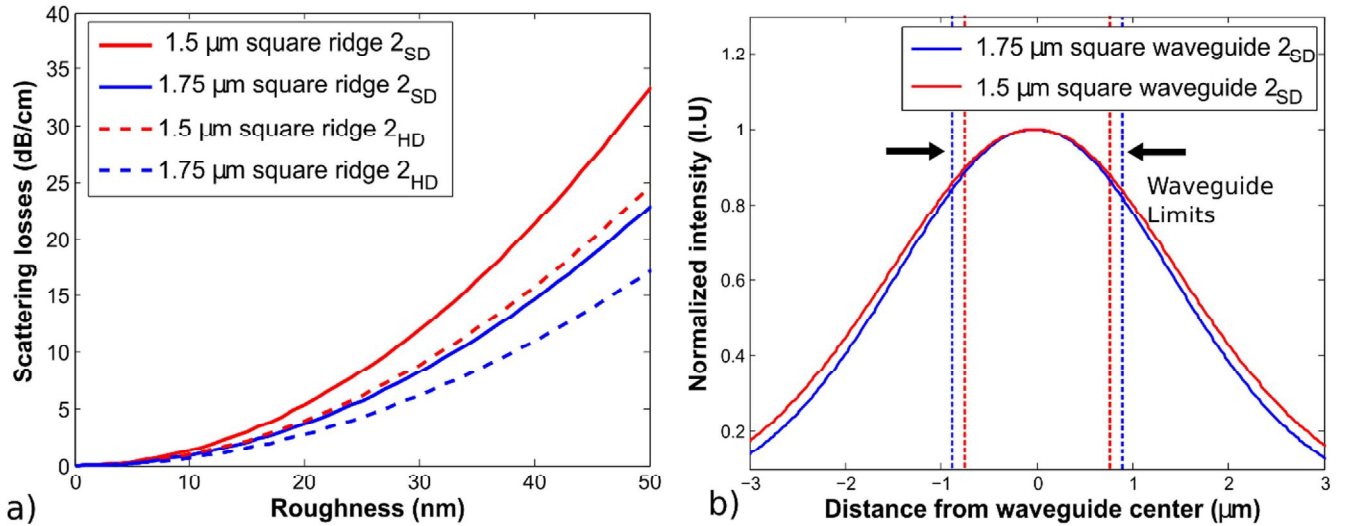 40
35
30
25
20
15
10
5
0
Scattering losses (dB/cm)
1.5 µm square ridge 2SD
1.75 µm square ridge 2SD
1.5 µm square ridge 2HD
1.75 µm square ridge 2HD
0 10 20 30 40 50
Roughness (nm)
a)
1.2
1
0.8
0.6
0.4
0.2
Normalized intensity (I.U)
1.75 µm square waveguide 2SD
1.5 µm square waveguide 2SD
Waveguide
Limits
−3 −2 −1 0 1 2 3
Distance from waveguide center (µm)
b)